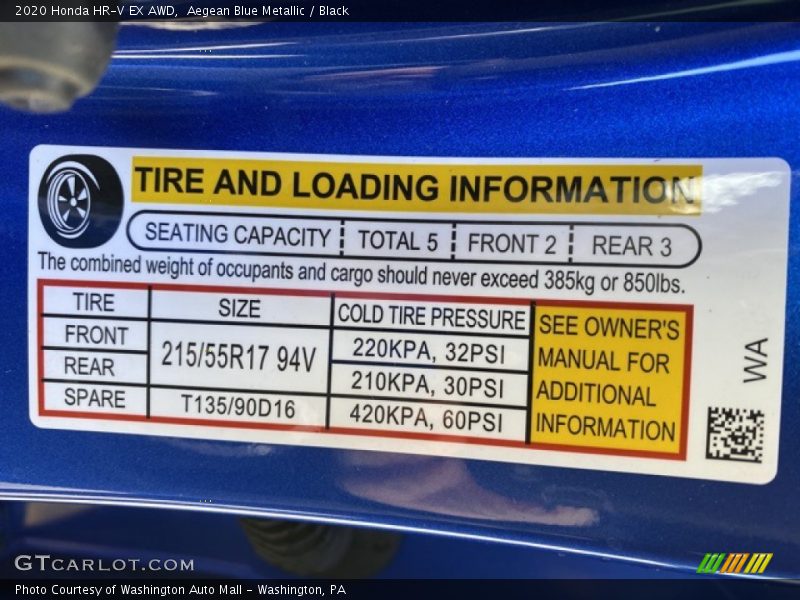 2020 Honda HR-V EX AWD, Aegean Blue Metallic / Black
TIRE AND LOADING INFORMATION
SEATING CAPACITY TOTAL 5 FRONT 2 REAR 3
The combined weight of occupants and cargo should never exceed 385kg or 850lbs.
TIRE SIZE COLD TIRE PRESSURE
FRONT 215/55R17 94V 220KPA, 32PSI
REAR 210KPA, 30PSI
SPARE T135/90D16 420KPA, 60PSI
SEE OWNER'S
MANUAL FOR
ADDITIONAL
INFORMATION
WA
GTCARLOT.COM
Photo Courtesy of Washington Auto Mall - Washington, PA